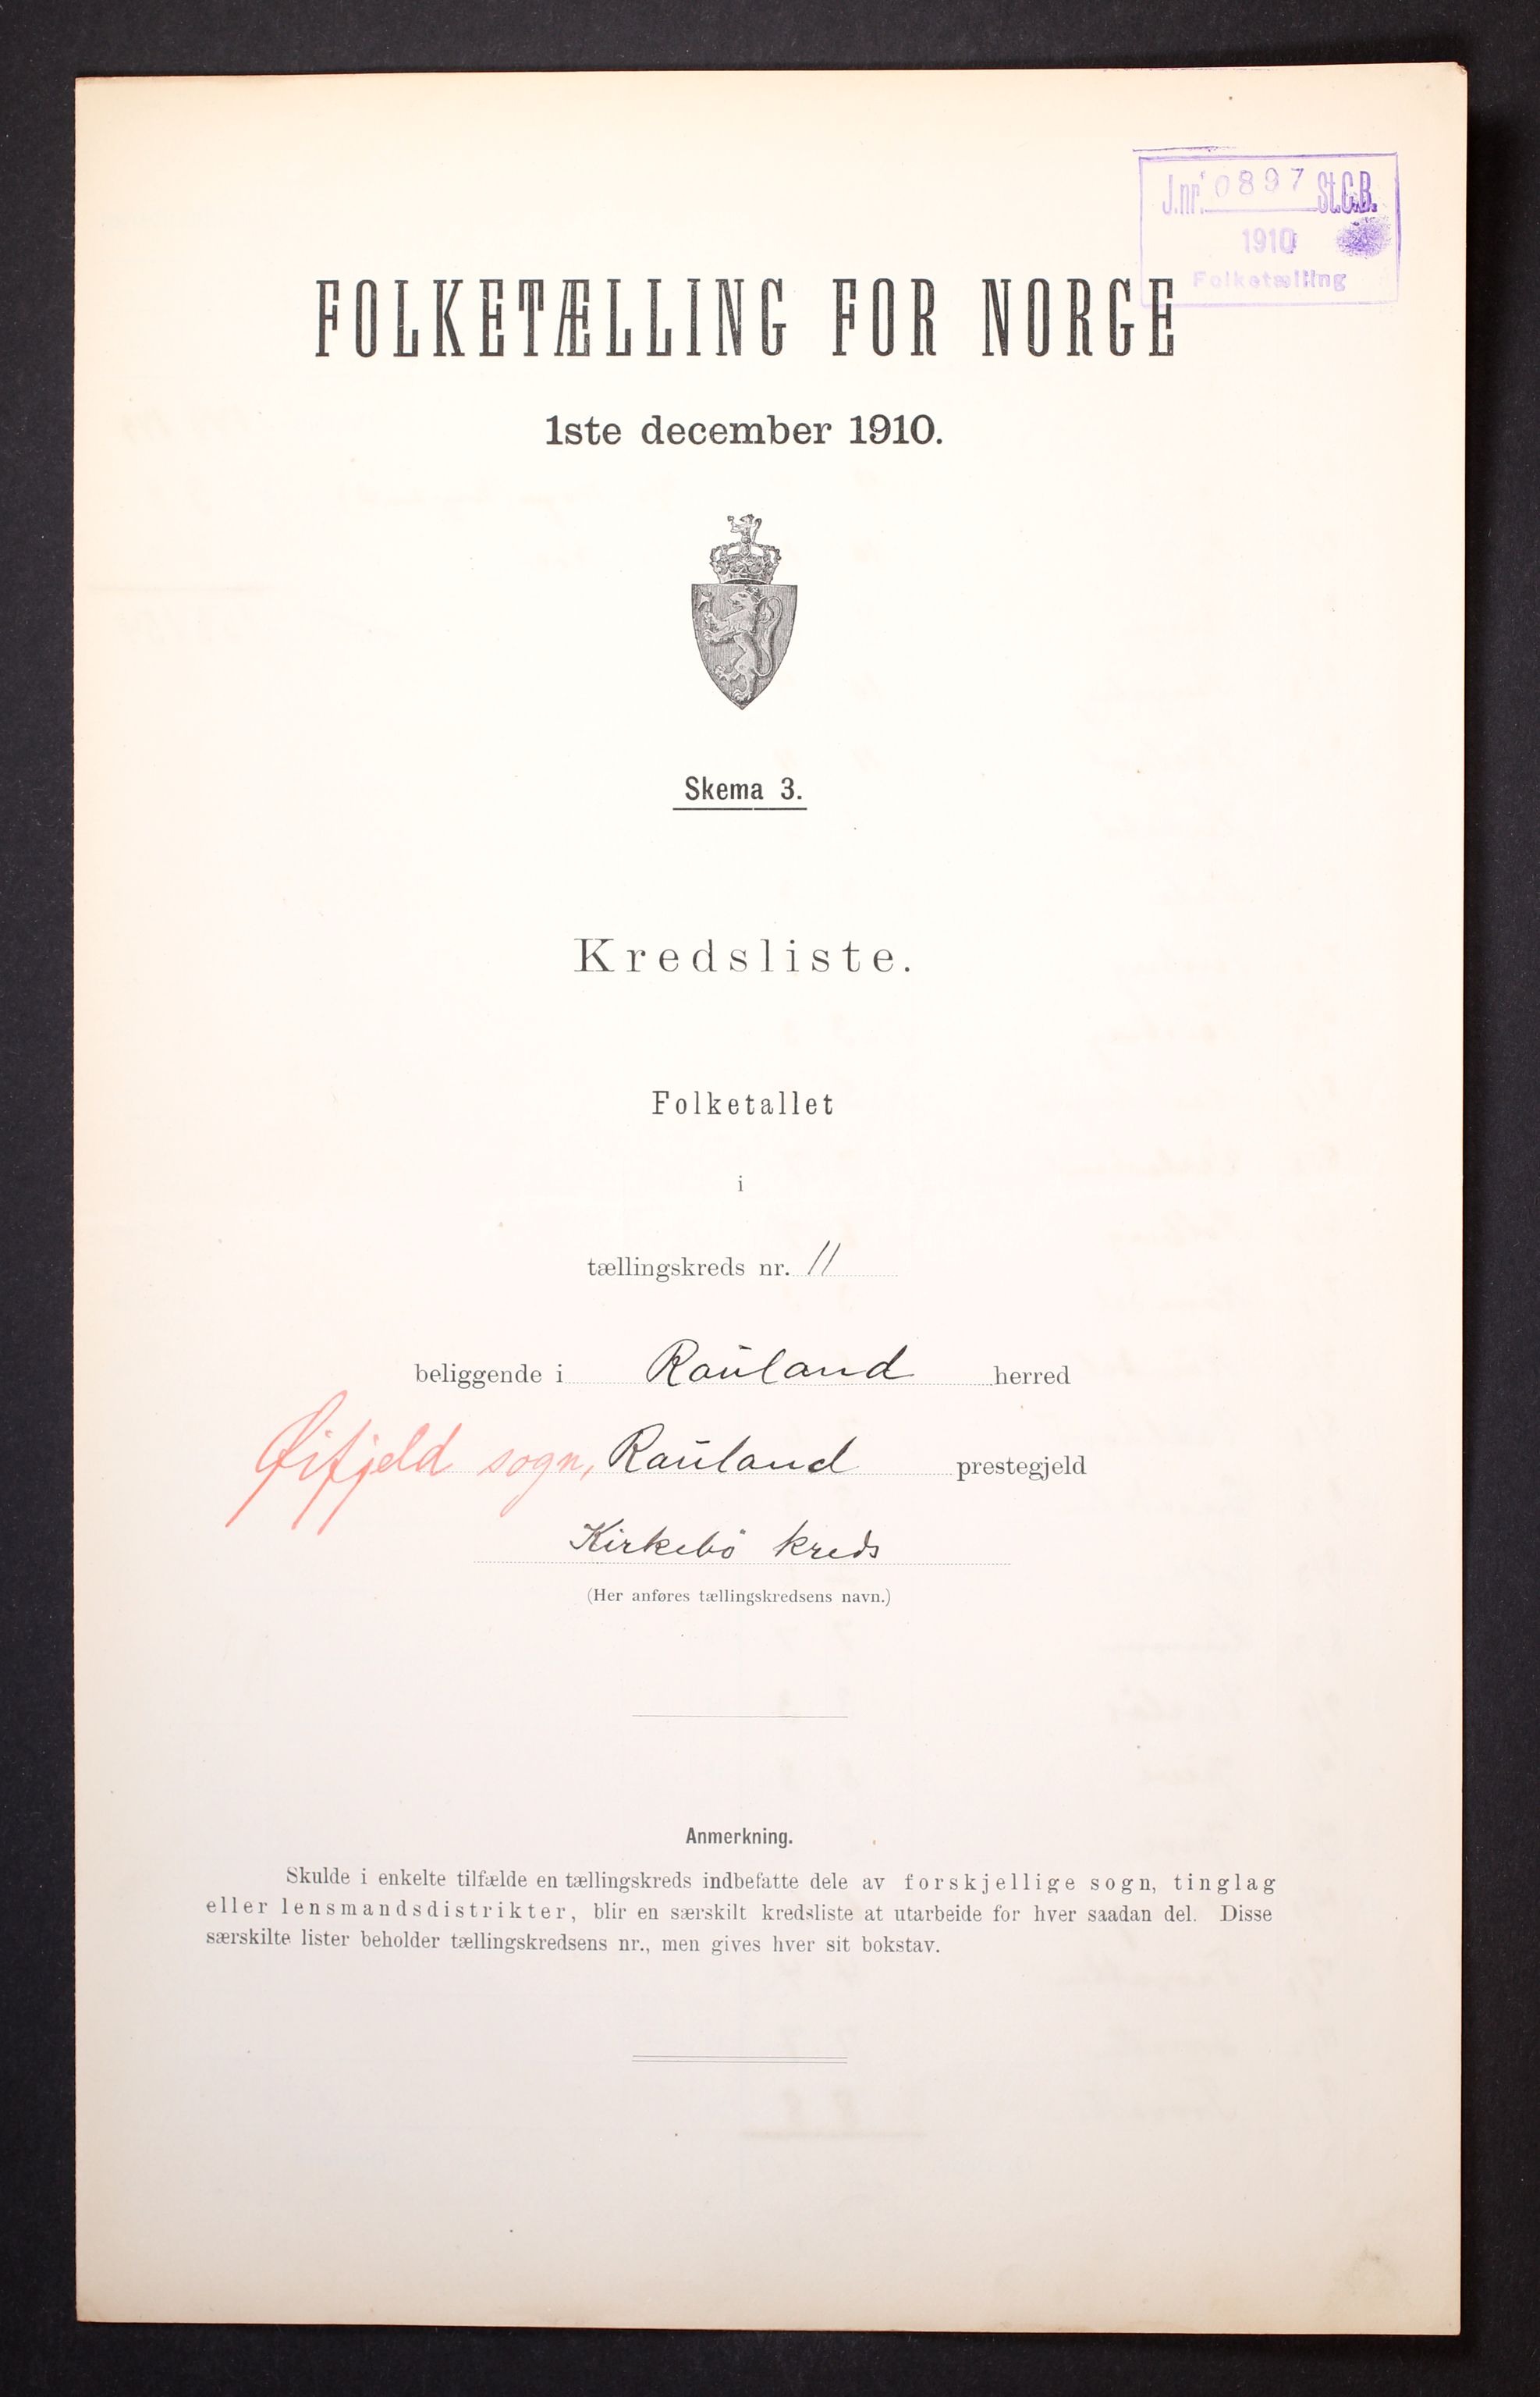 J.nr. 0897 St.C.B.
1910
Folketælling
FOLKETÆLLING FOR NORGE
1ste december 1910.
Skema 3.
Kredsliste.
Folketallet
i
tællingskreds nr. 11
beliggende i Rauland herred
Øifjeld sogn, Rauland prestegjeld
Kirkebö kreds
(Her anføres tællingskredsens navn.)
Anmerkning.
Skulde i enkelte tilfælde en tællingskreds indbefatte dele av forskjellige sogn, tinglag
eller lensmandsdistrikter, blir en særskilt kredsliste at utarbeide for hver saadan del. Disse
særskilte lister beholder tællingskredsens nr., men gives hver sit bokstav.